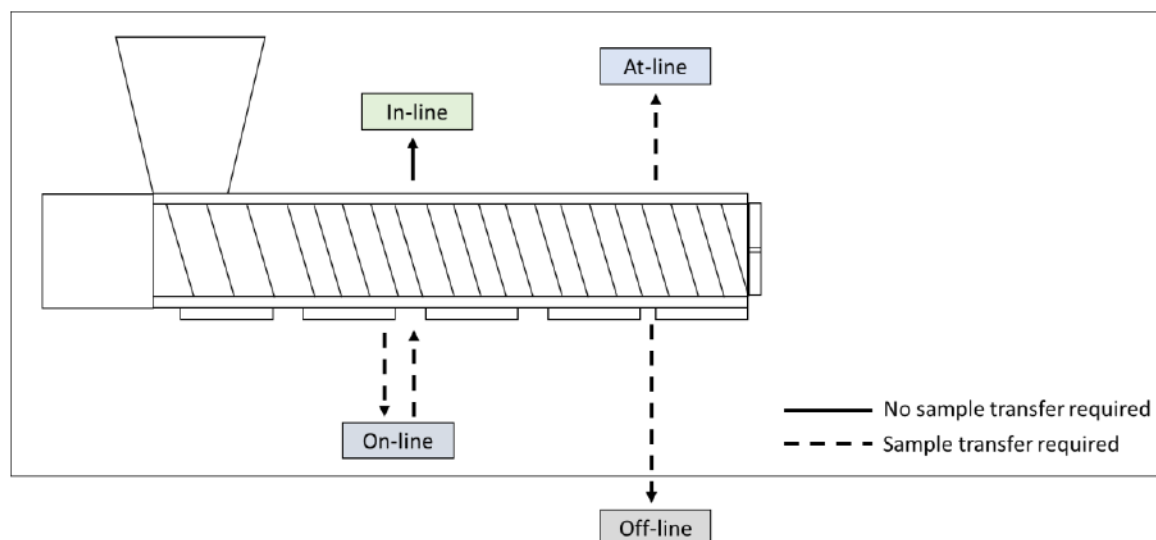 At-line
In-line
On-line
No sample transfer required
Sample transfer required
Off-line